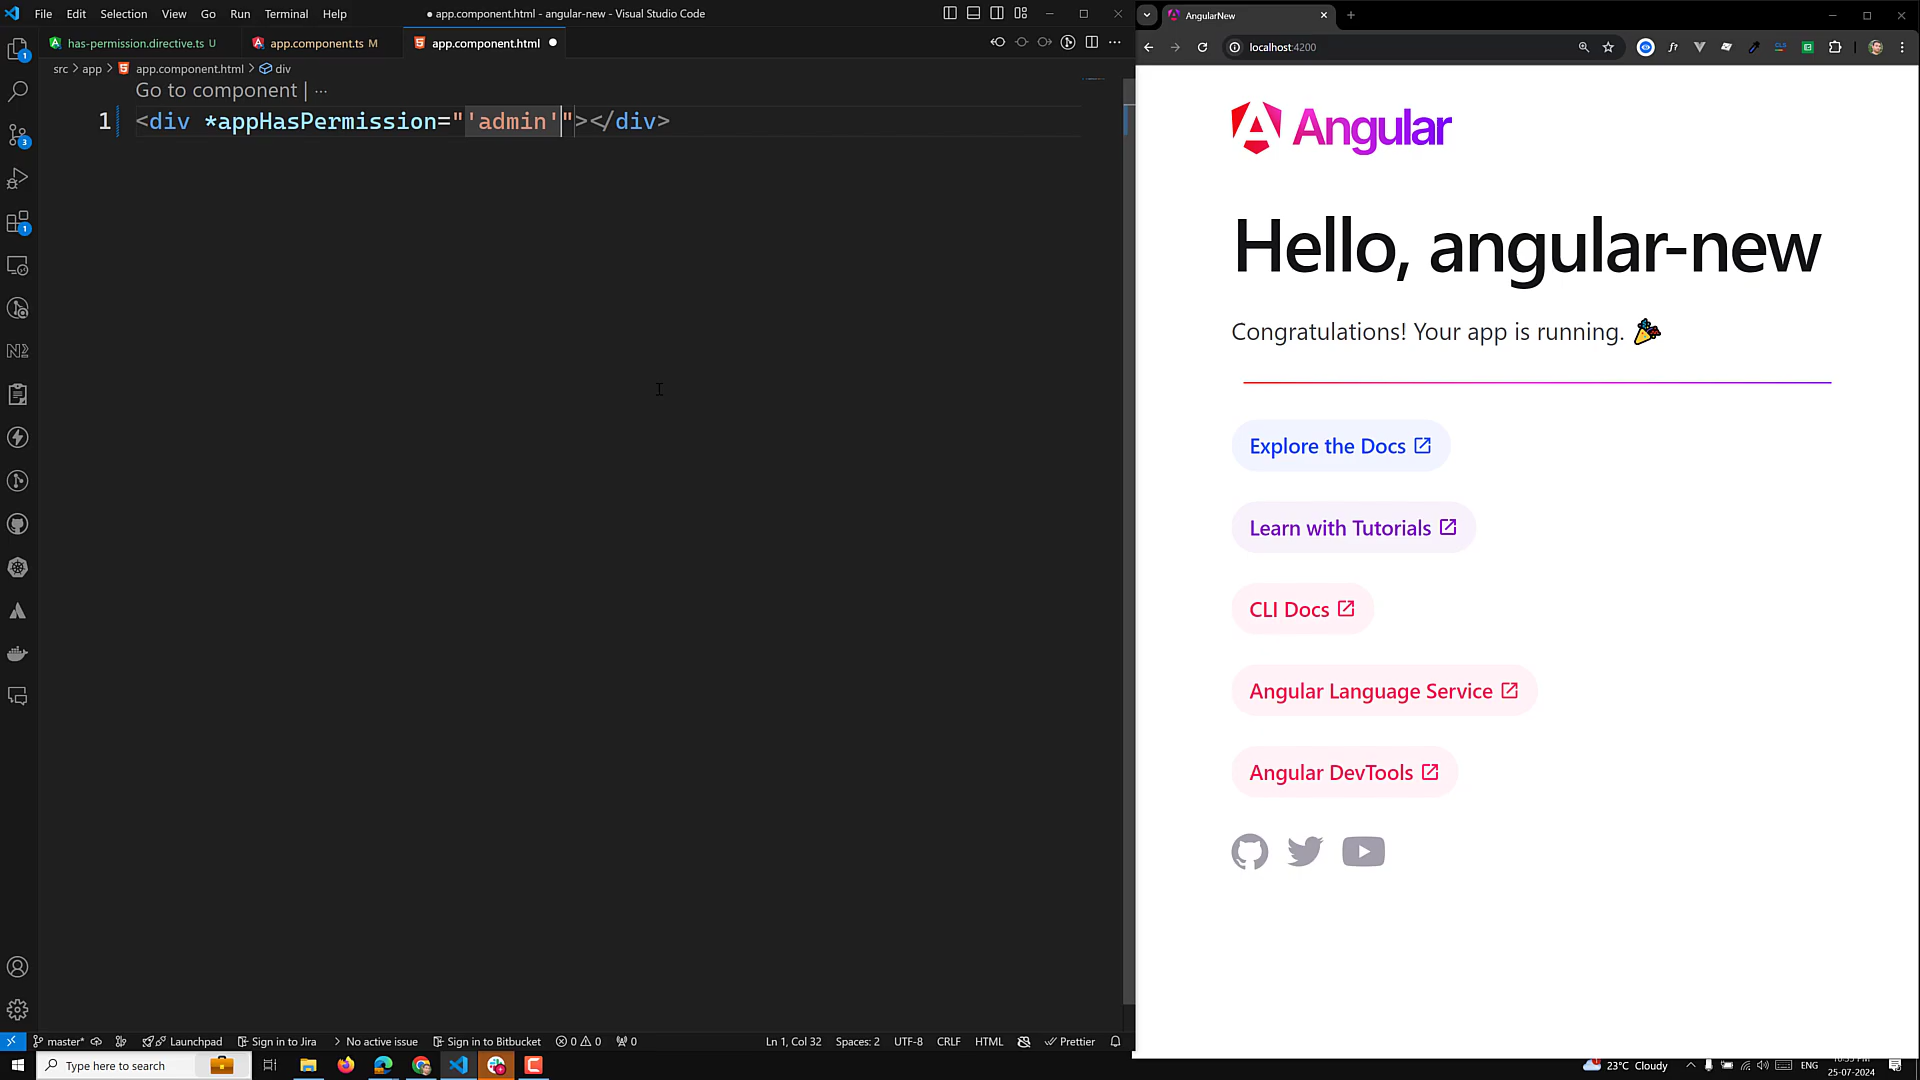 File Edit Selection View Go Run Terminal Help
● app.component.html - angular-new - Visual Studio Code
has-permission.directive.ts U
app.component.ts M
app.component.html ●
src > app > app.component.html > div
Go to component | ...
1 <div *appHasPermission="'admin'"></div>
master*
Launchpad
Sign in to Jira
No active issue
Sign in to Bitbucket
0 0
0
Ln 1, Col 32
Spaces: 2
UTF-8
CRLF
HTML
Prettier
AngularNew
localhost:4200
Angular
Hello, angular-new
Congratulations! Your app is running. 🎉
Explore the Docs
Learn with Tutorials
CLI Docs
Angular Language Service
Angular DevTools
Type here to search
23°C Cloudy
ENG
25-07-2024